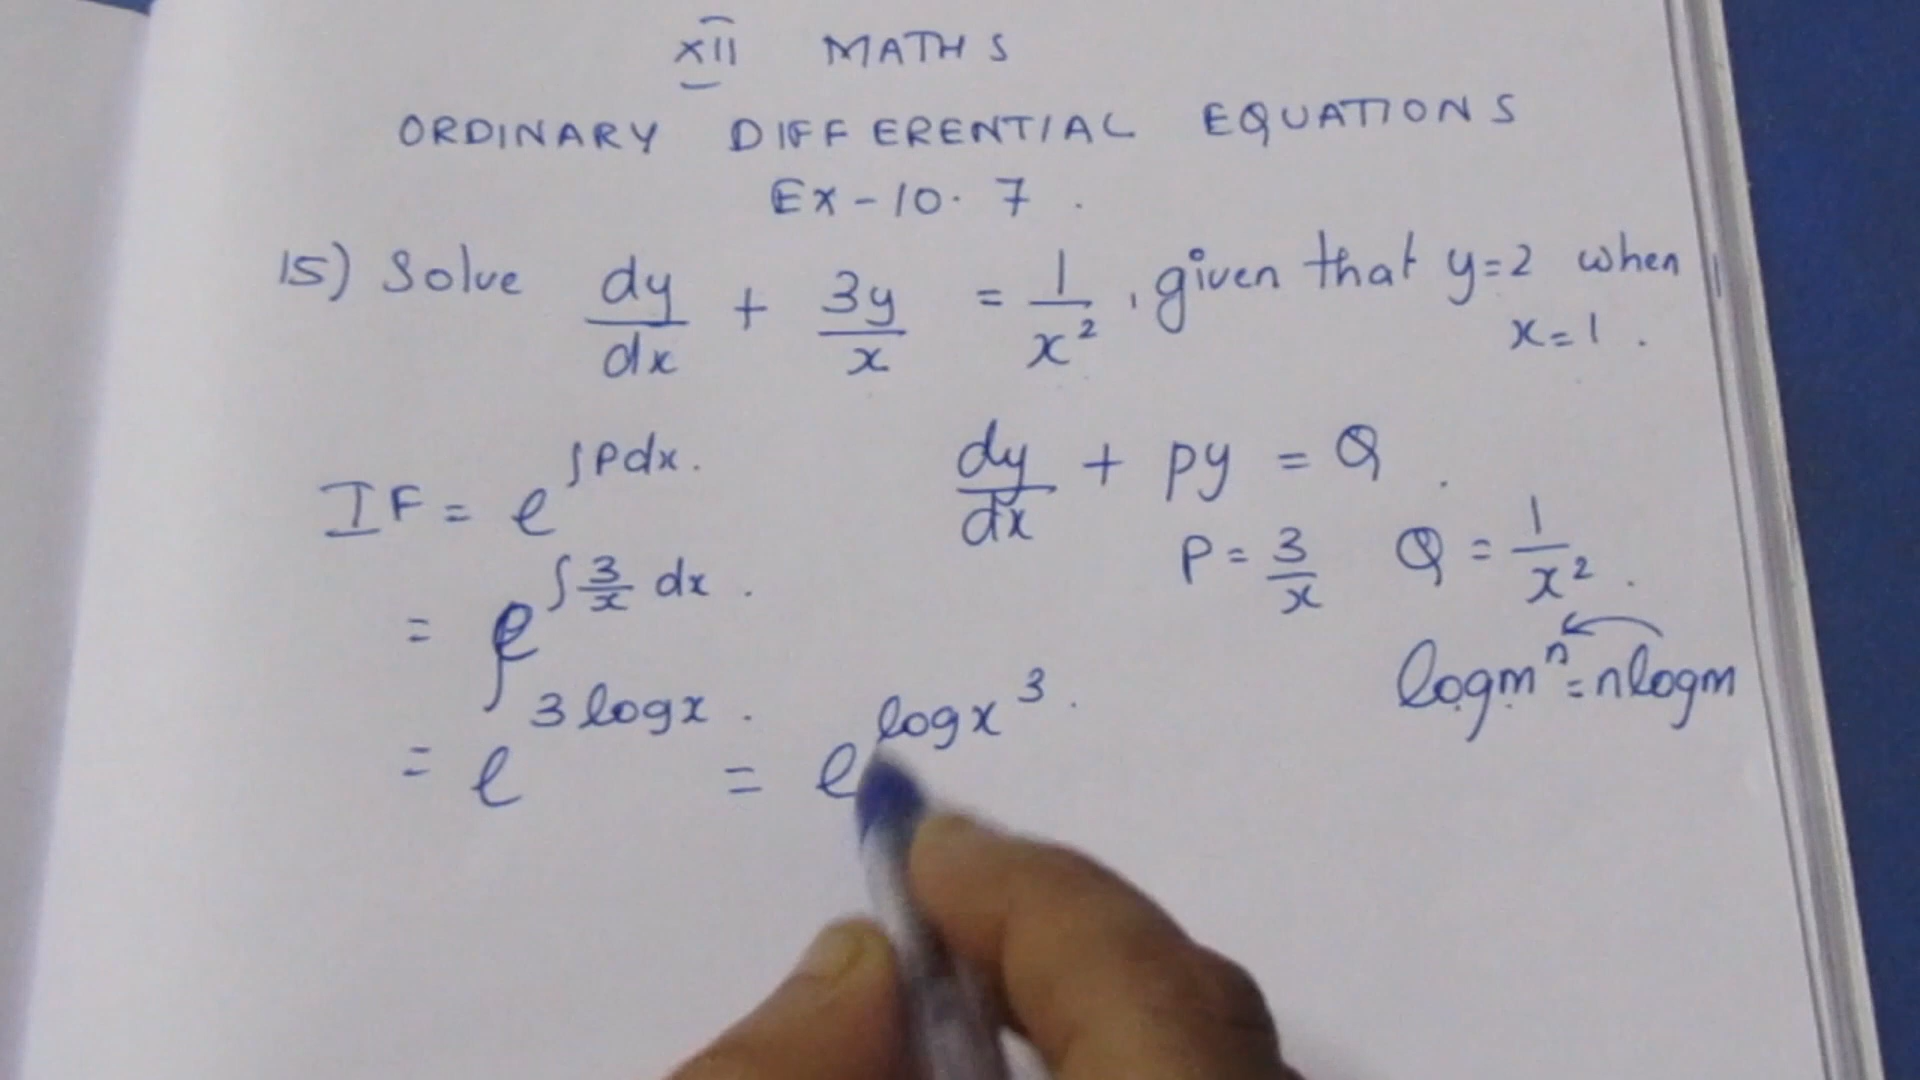 XII MATHS
ORDINARY DIFFERENTIAL EQUATIONS
Ex-10.7.
15) Solve dy/dx + 3y/x = 1/x², given that y=2 when
x=1.
IF = e^∫Pdx. dy/dx + py = Q.
= e^∫3/x dx. P = 3/x Q = 1/x².
logmⁿ = nlogm
= e^3logx. = e^logx³.